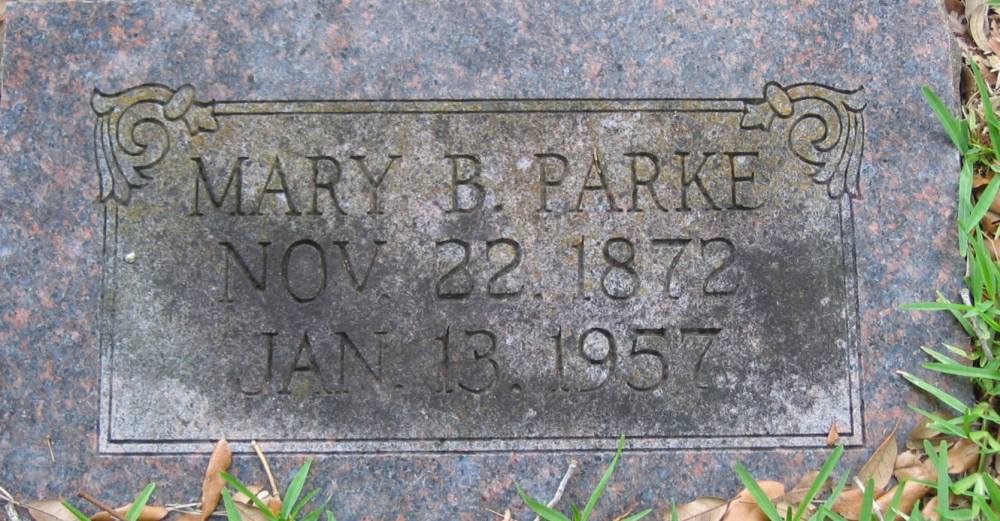 MARY B. PARKE
NOV. 22. 1872
JAN. 13. 1957